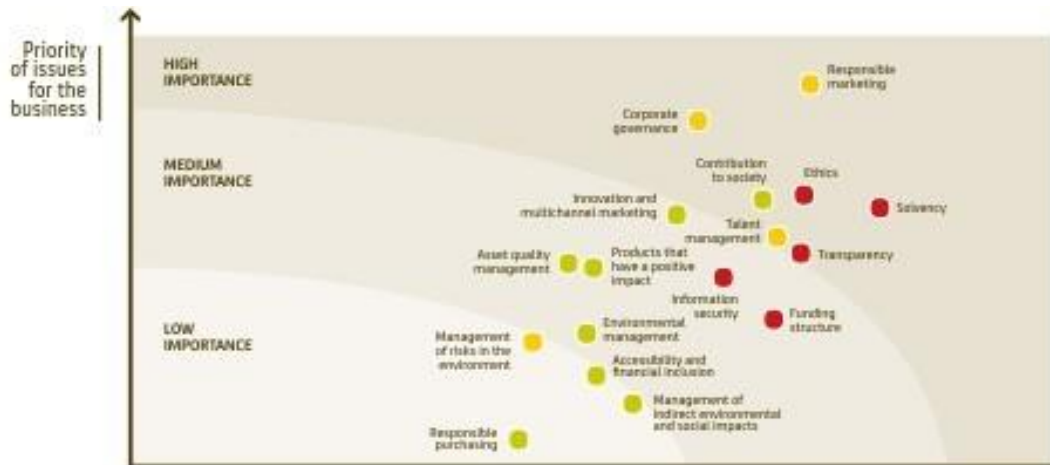 Priority
of issues
for the
business
HIGH
IMPORTANCE
Responsible
marketing
Corporate
governance
MEDIUM
IMPORTANCE
Contribution
to society
Ethics
Innovation and
multichannel marketing
Solvency
Talent
management
Asset quality
management
Products that
have a positive
impact
Transparency
Information
security
Funding
structure
LOW
IMPORTANCE
Management
of risks in the
environment
Environmental
management
Accessibility and
financial inclusion
Management of
indirect environmental
and social impacts
Responsible
purchasing